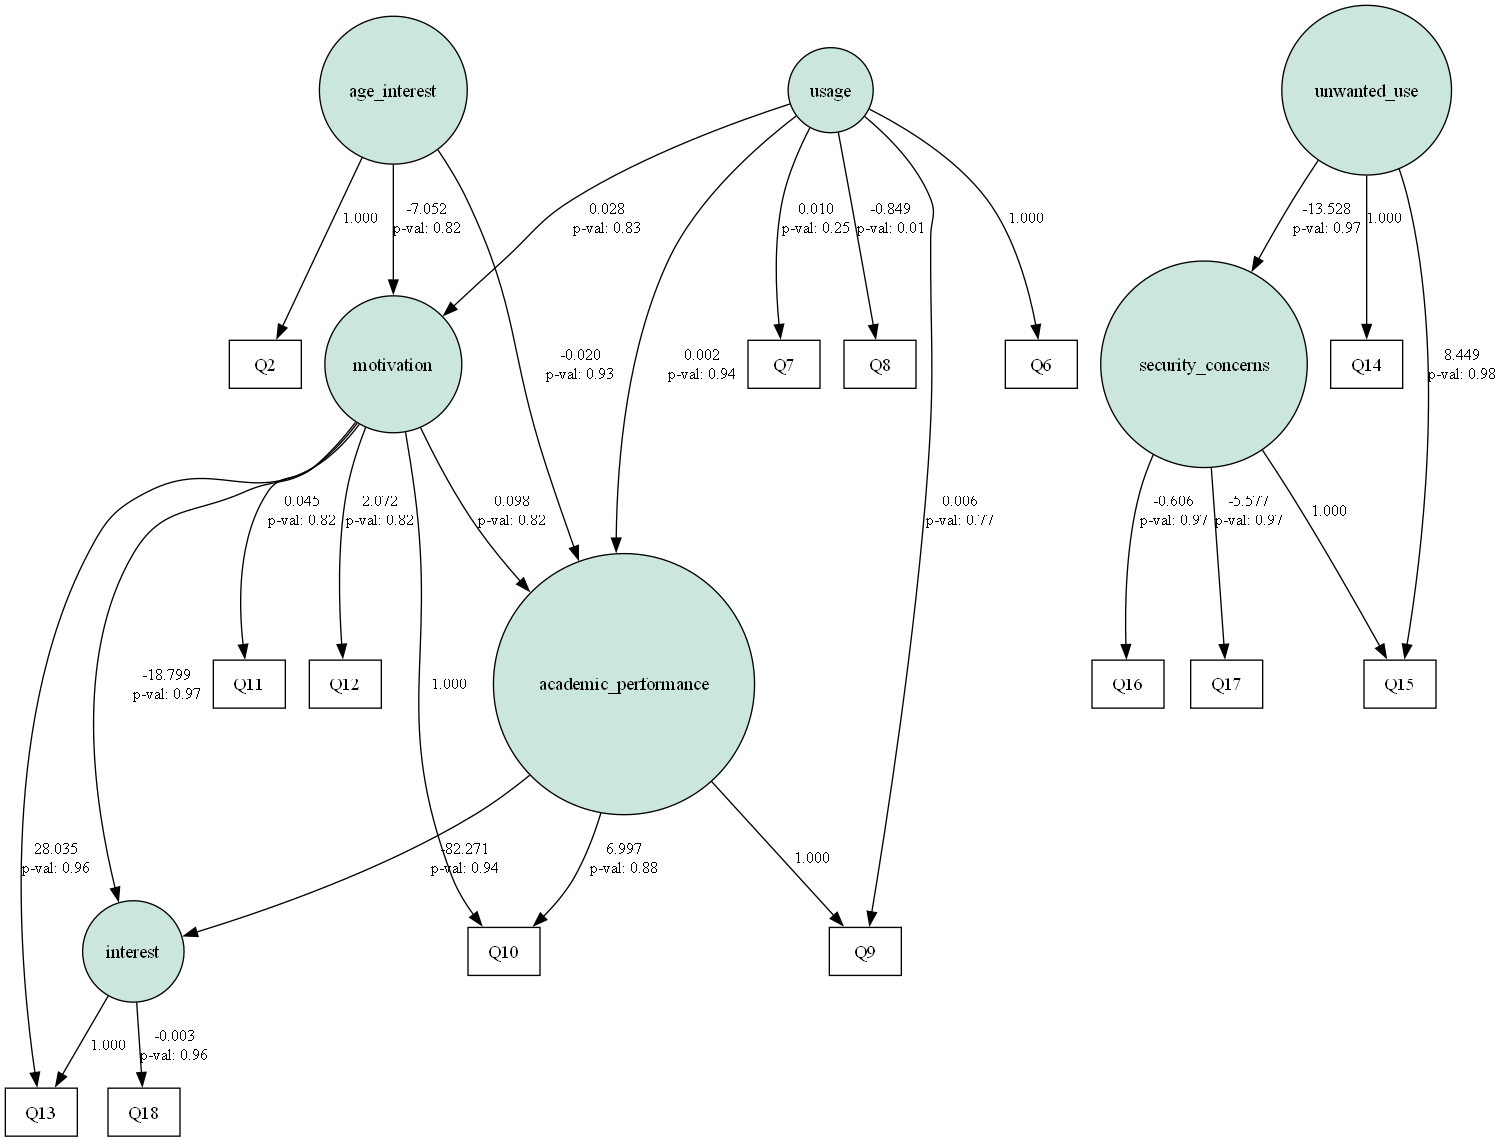 age_interest
usage
unwanted_use
1.000
-7.052
p-val: 0.82
0.028
p-val: 0.83
0.010
p-val: 0.25
-0.849
p-val: 0.01
1.000
-13.528
p-val: 0.97
1.000
Q2
motivation
Q7
Q8
Q6
security_concerns
Q14
-0.020
p-val: 0.93
0.002
p-val: 0.94
8.449
p-val: 0.98
0.045
p-val: 0.82
2.072
p-val: 0.82
0.098
p-val: 0.82
0.006
p-val: 0.77
-0.606
p-val: 0.97
-5.577
p-val: 0.97
1.000
-18.799
p-val: 0.97
Q11
Q12
1.000
academic_performance
Q16
Q17
Q15
28.035
p-val: 0.96
-82.271
p-val: 0.94
6.997
p-val: 0.88
1.000
interest
Q10
Q9
1.000
-0.003
p-val: 0.96
Q13
Q18